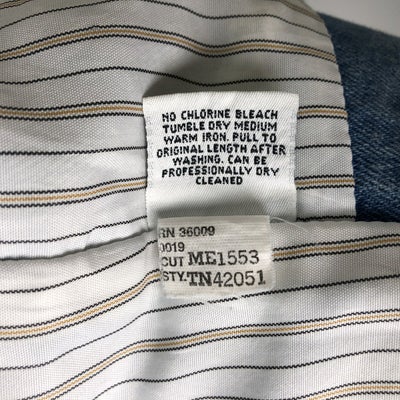 NO CHLORINE BLEACH
TUMBLE DRY MEDIUM
WARM IRON. PULL TO
ORIGINAL LENGTH AFTER
WASHING. CAN BE
PROFESSIONALLY DRY
CLEANED
RN 36009
0019
CUT ME1553
STY. TN42051